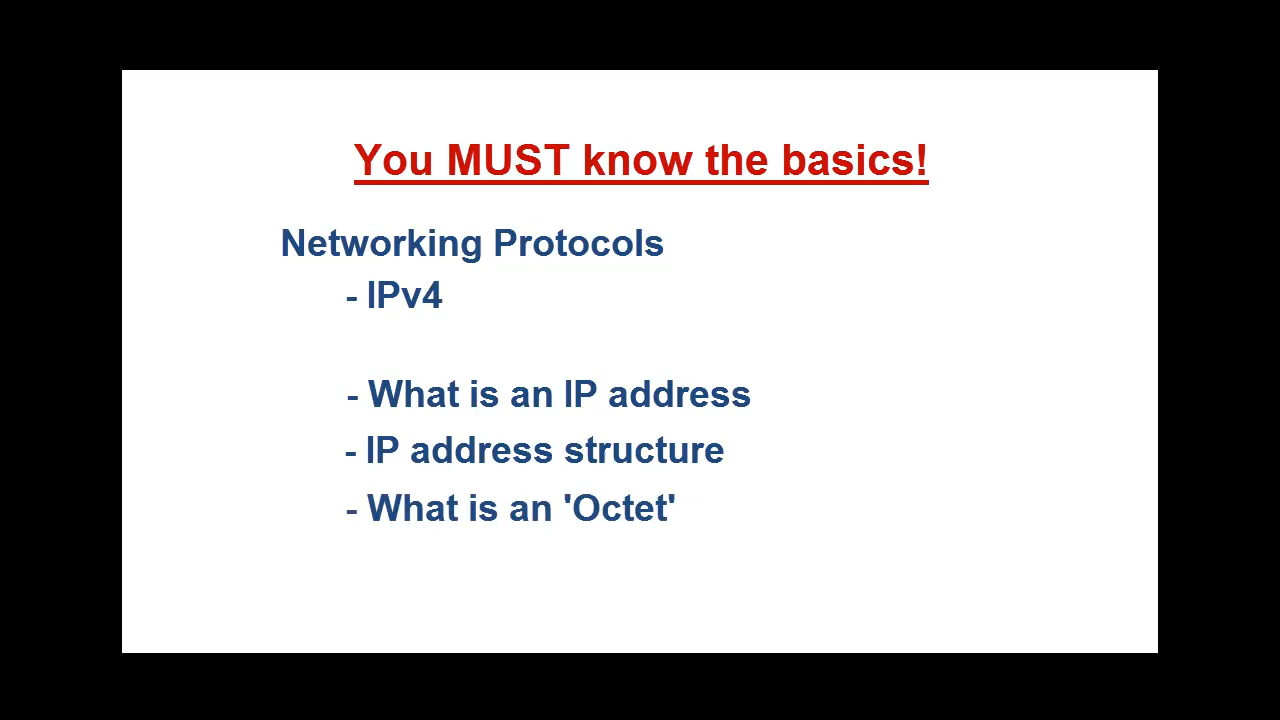 You MUST know the basics!
Networking Protocols
- IPv4
- What is an IP address
- IP address structure
- What is an 'Octet'